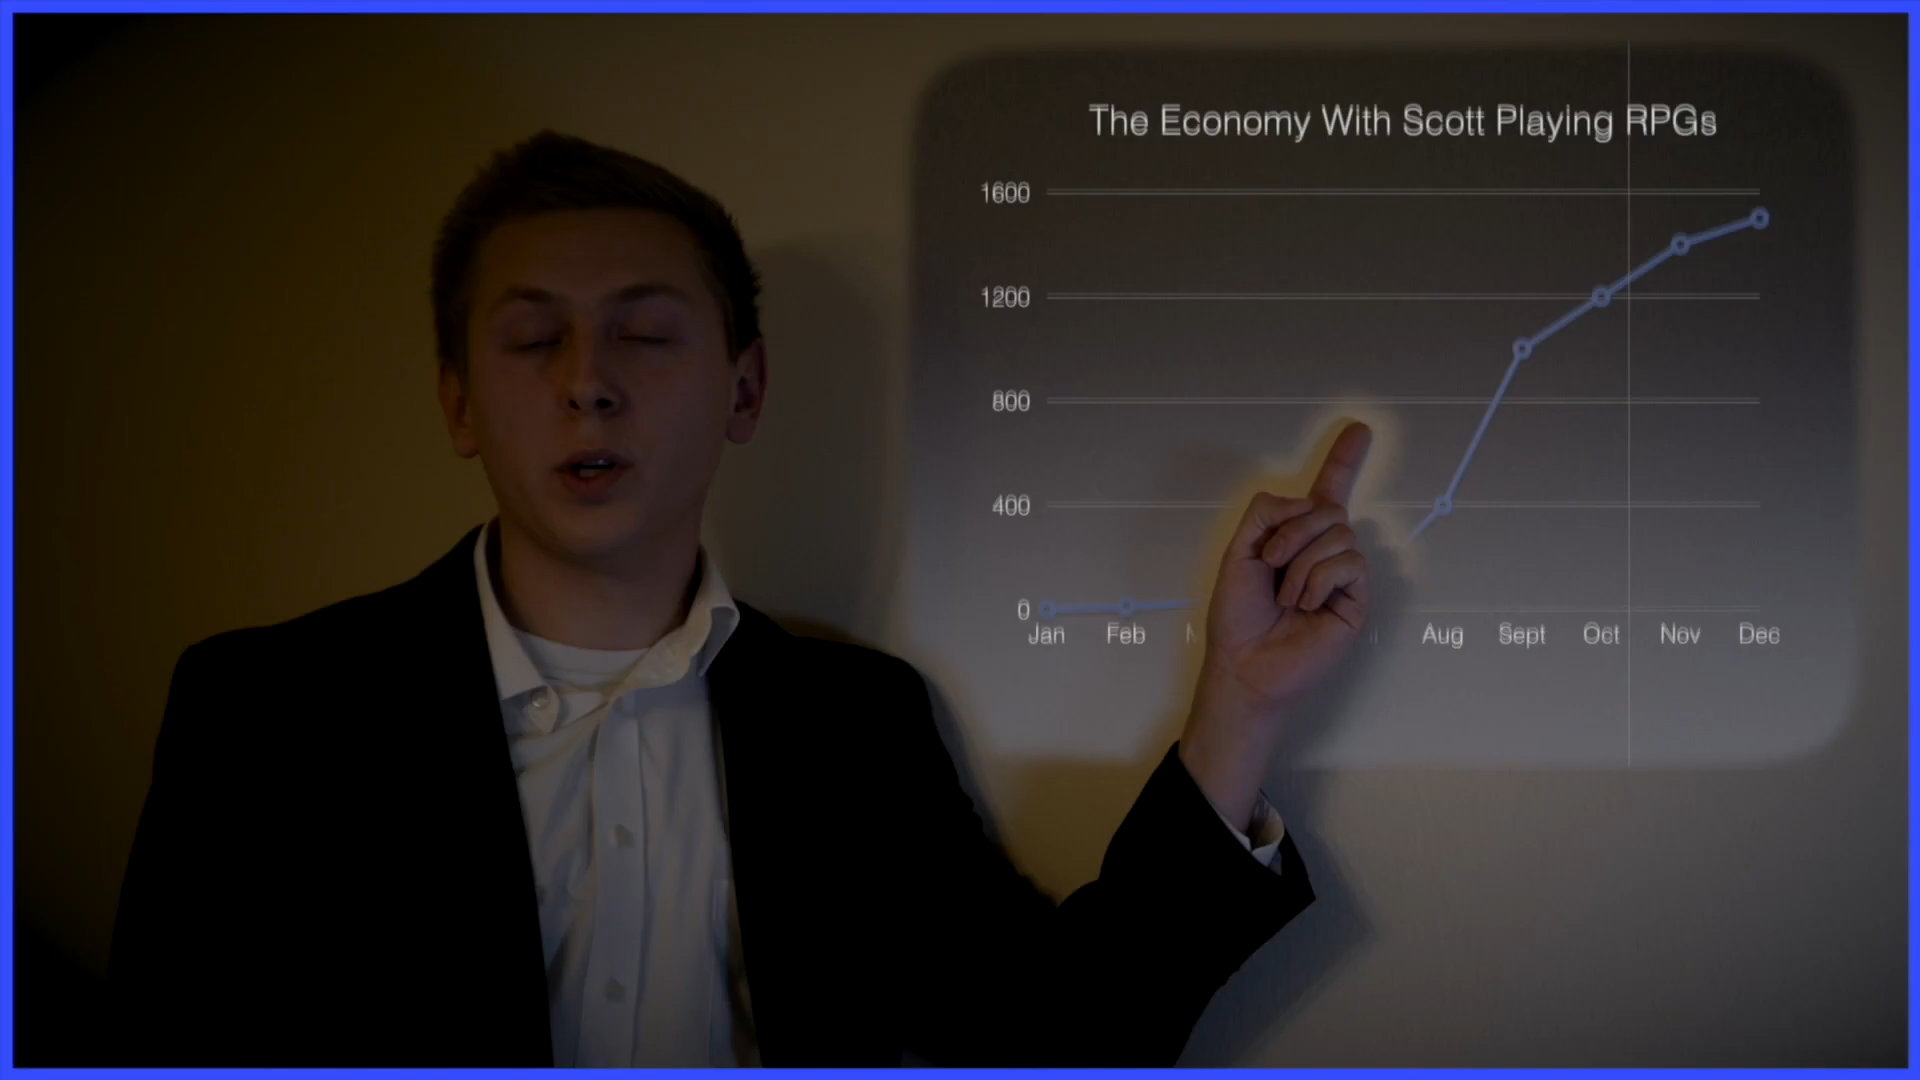 The Economy With Scott Playing RPGs
1600
1200
800
400
0
Jan Feb Aug Sept Oct Nov Dec